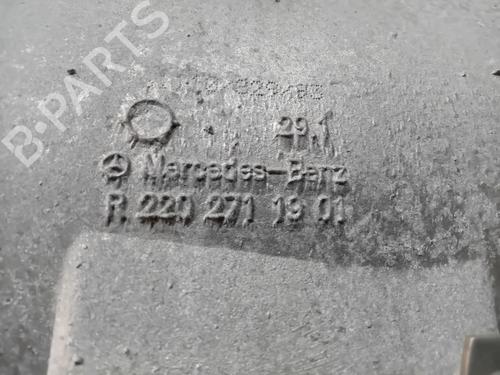 29.1
Mercedes-Benz
R. 220 271 19 01
B-PARTS